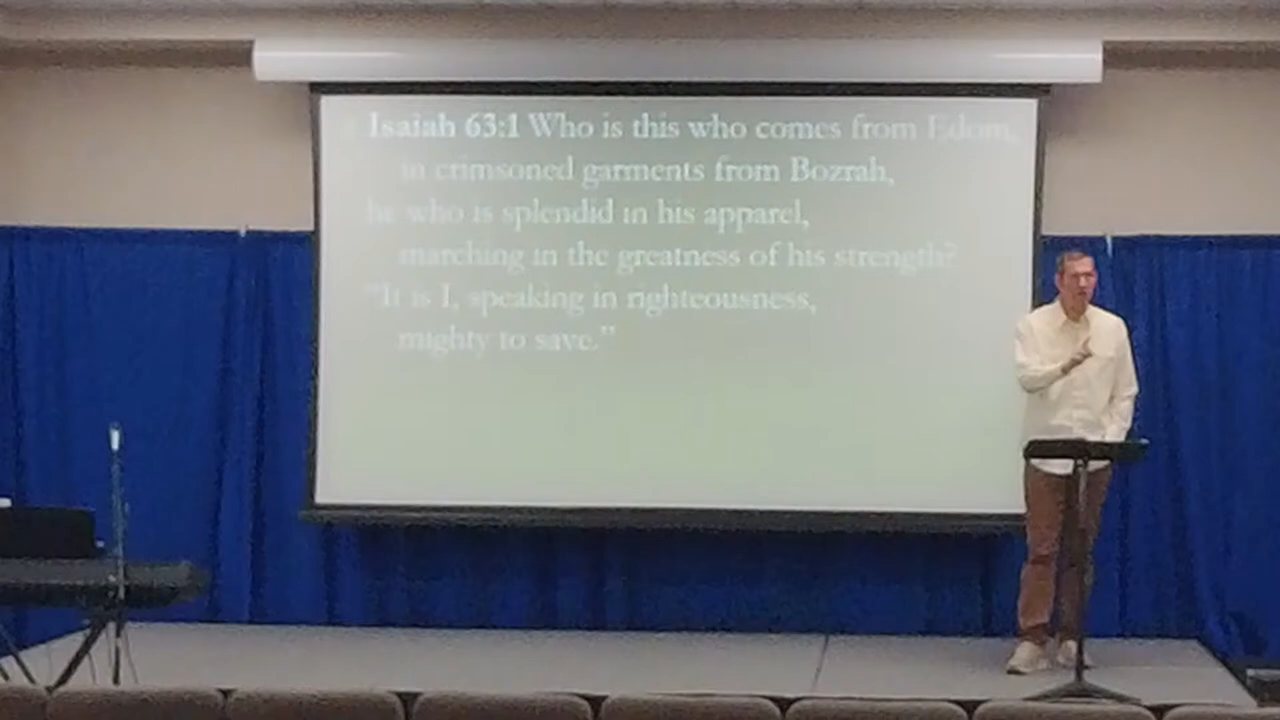 Isaiah 63:1 Who is this who comes from Edom,
in crimsoned garments from Bozrah,
he who is splendid in his apparel,
marching in the greatness of his strength?
"It is I, speaking in righteousness,
mighty to save."